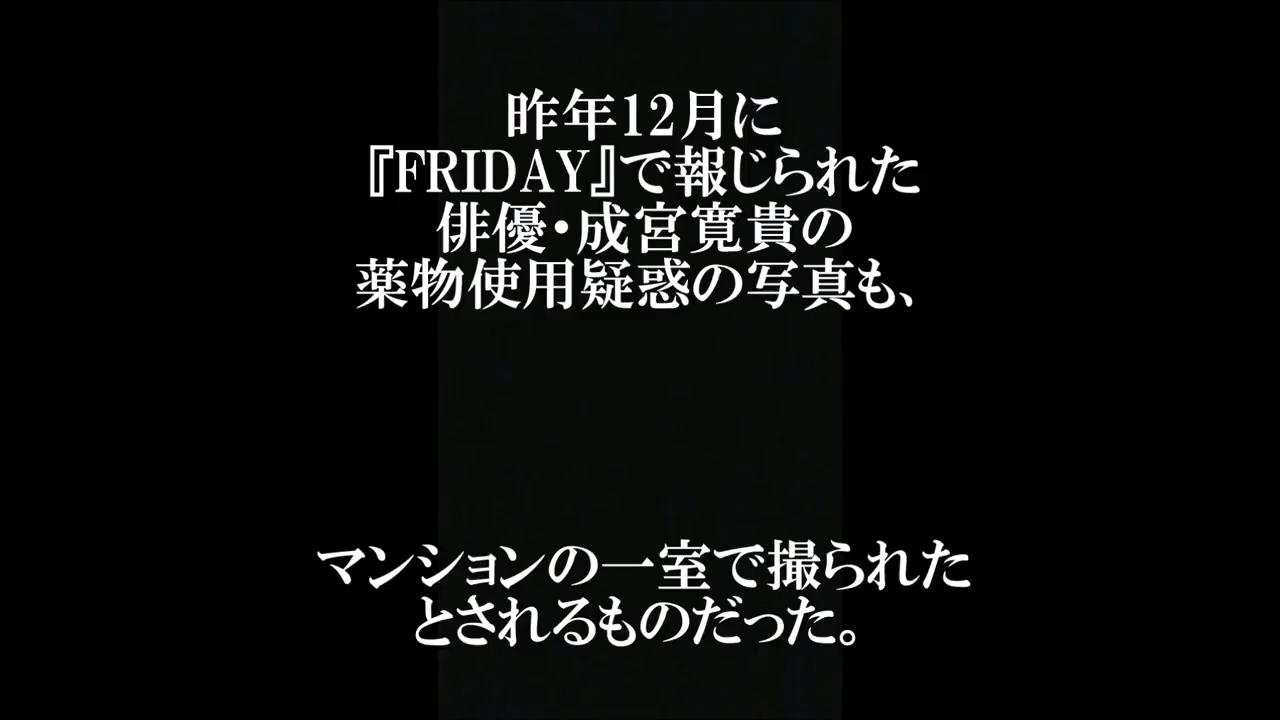 昨年12月に
『FRIDAY』で報じられた
俳優・成宮寛貴の
薬物使用疑惑の写真も、
マンションの一室で撮られた
とされるものだった。